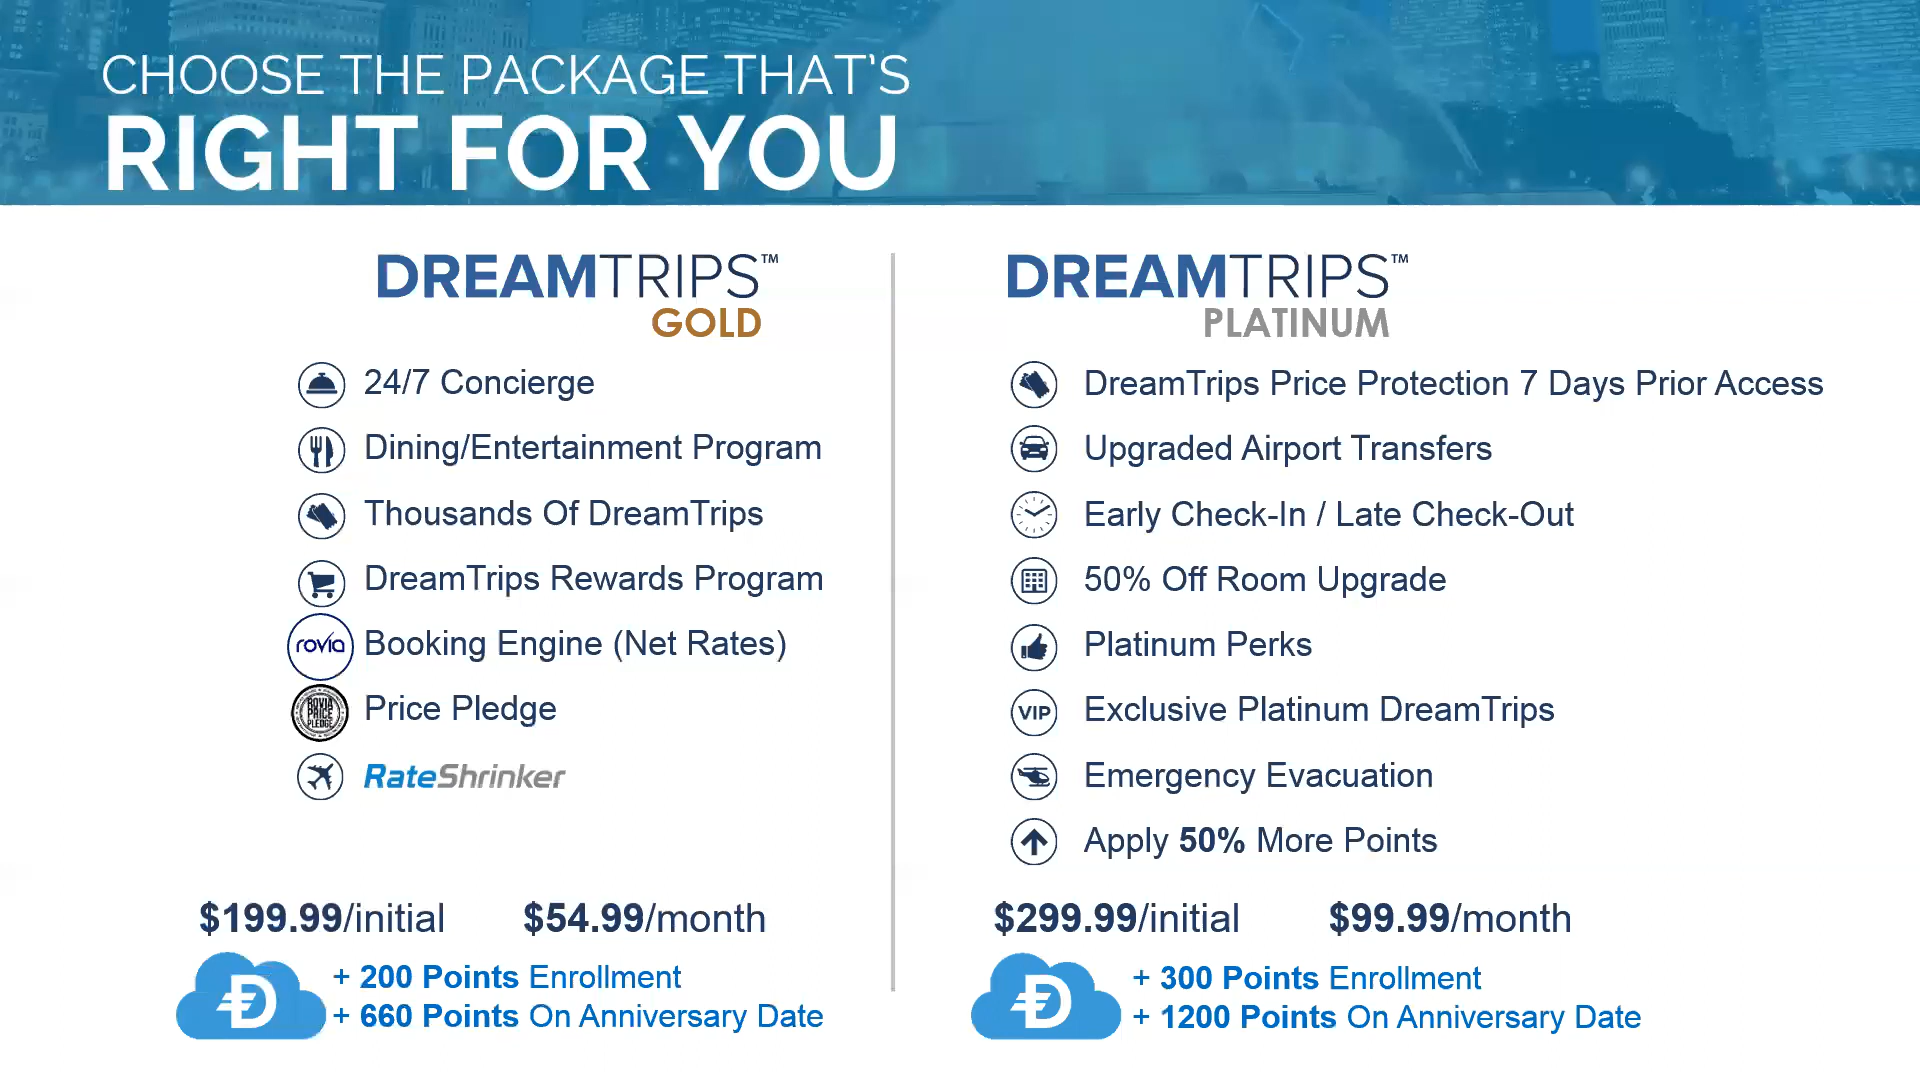 CHOOSE THE PACKAGE THAT'S
RIGHT FOR YOU
DREAMTRIPS™
GOLD
24/7 Concierge
Dining/Entertainment Program
Thousands Of DreamTrips
DreamTrips Rewards Program
rovia Booking Engine (Net Rates)
ROVIA PRICE PLEDGE Price Pledge
RateShrinker
$199.99/initial $54.99/month
+ 200 Points Enrollment
+ 660 Points On Anniversary Date
DREAMTRIPS™
PLATINUM
DreamTrips Price Protection 7 Days Prior Access
Upgraded Airport Transfers
Early Check-In / Late Check-Out
50% Off Room Upgrade
Platinum Perks
VIP Exclusive Platinum DreamTrips
Emergency Evacuation
Apply 50% More Points
$299.99/initial $99.99/month
+ 300 Points Enrollment
+ 1200 Points On Anniversary Date